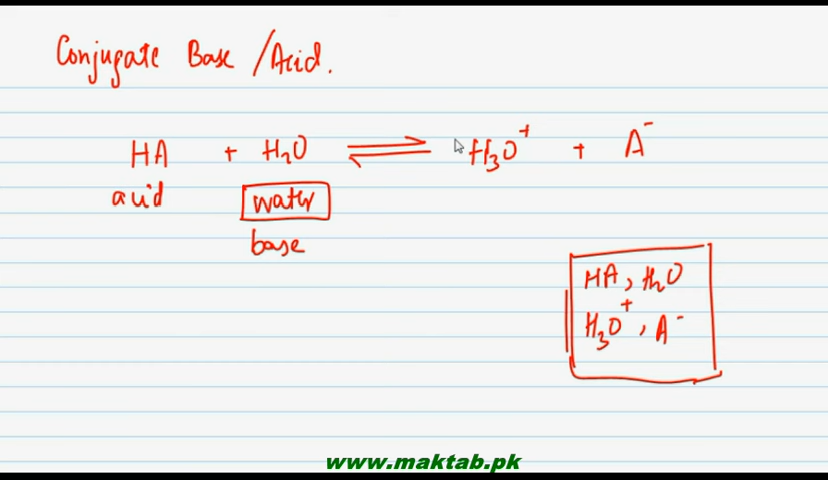 Conjugate Base / Acid.
HA + H₂O ⇌ H₃O⁺ + A⁻
acid water
base
HA, H₂O
H₃O⁺, A⁻
www.maktab.pk